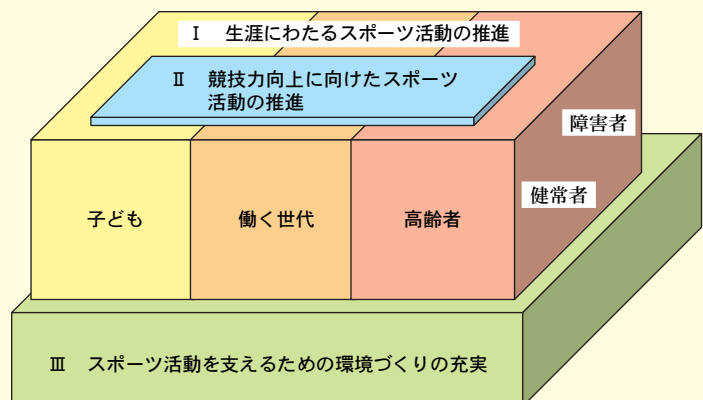 Ⅰ　生涯にわたるスポーツ活動の推進
Ⅱ　競技力向上に向けたスポーツ
活動の推進
障害者
健常者
子ども
働く世代
高齢者
Ⅲ　スポーツ活動を支えるための環境づくりの充実